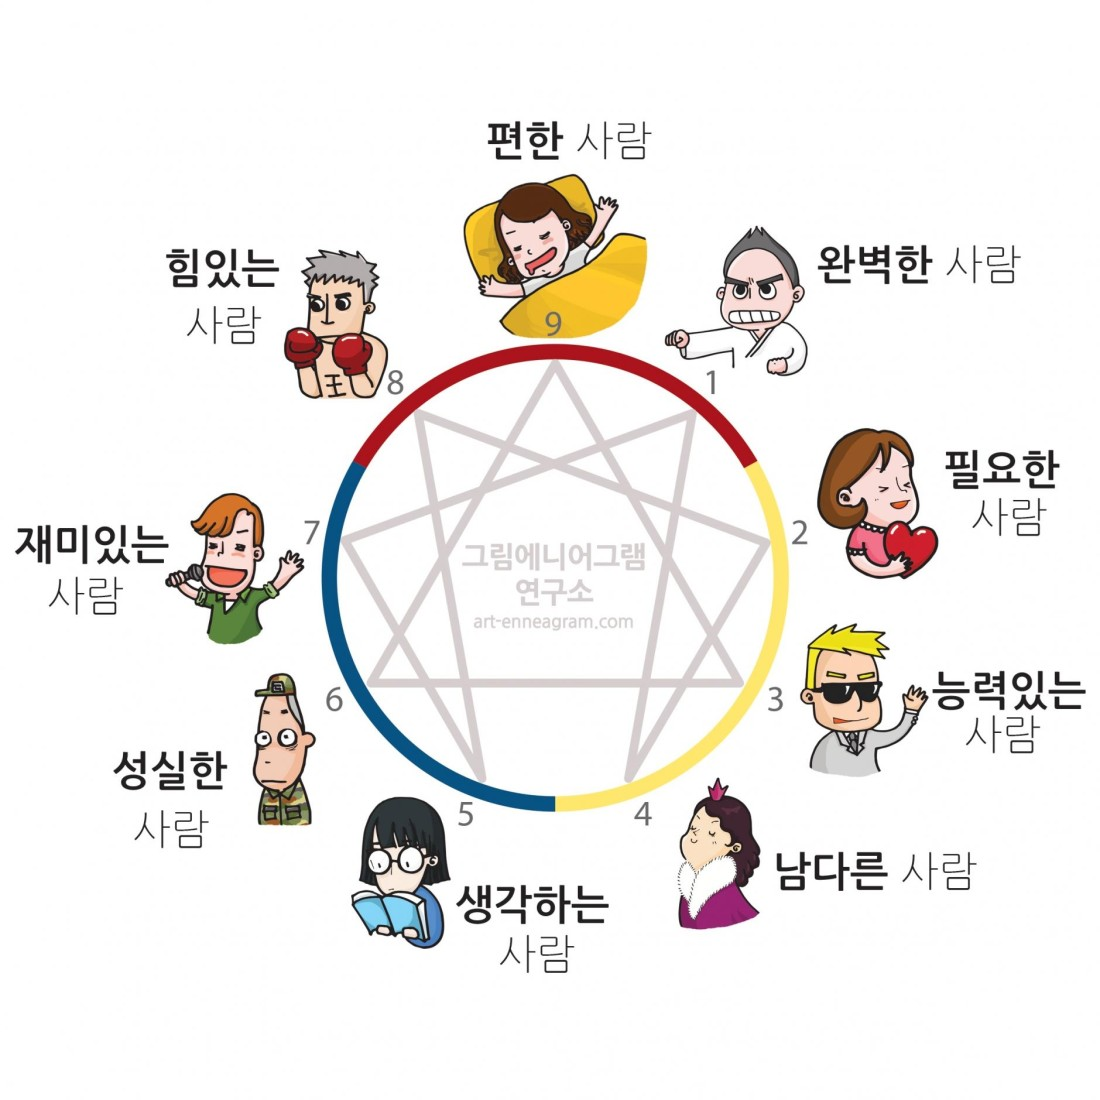 편한 사람
9
완벽한 사람
1
필요한
사람
2
능력있는
사람
3
남다른 사람
4
생각하는
사람
5
성실한
사람
6
재미있는
사람
7
힘있는
사람
8
王
그림에니어그램
연구소
art-enneagram.com